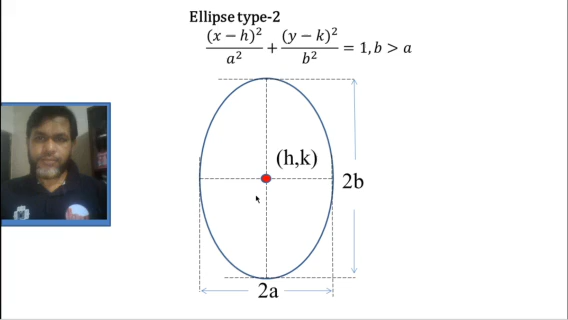 Ellipse type-2
(x − h)² / a² + (y − k)² / b² = 1, b > a
(h,k)
2b
2a